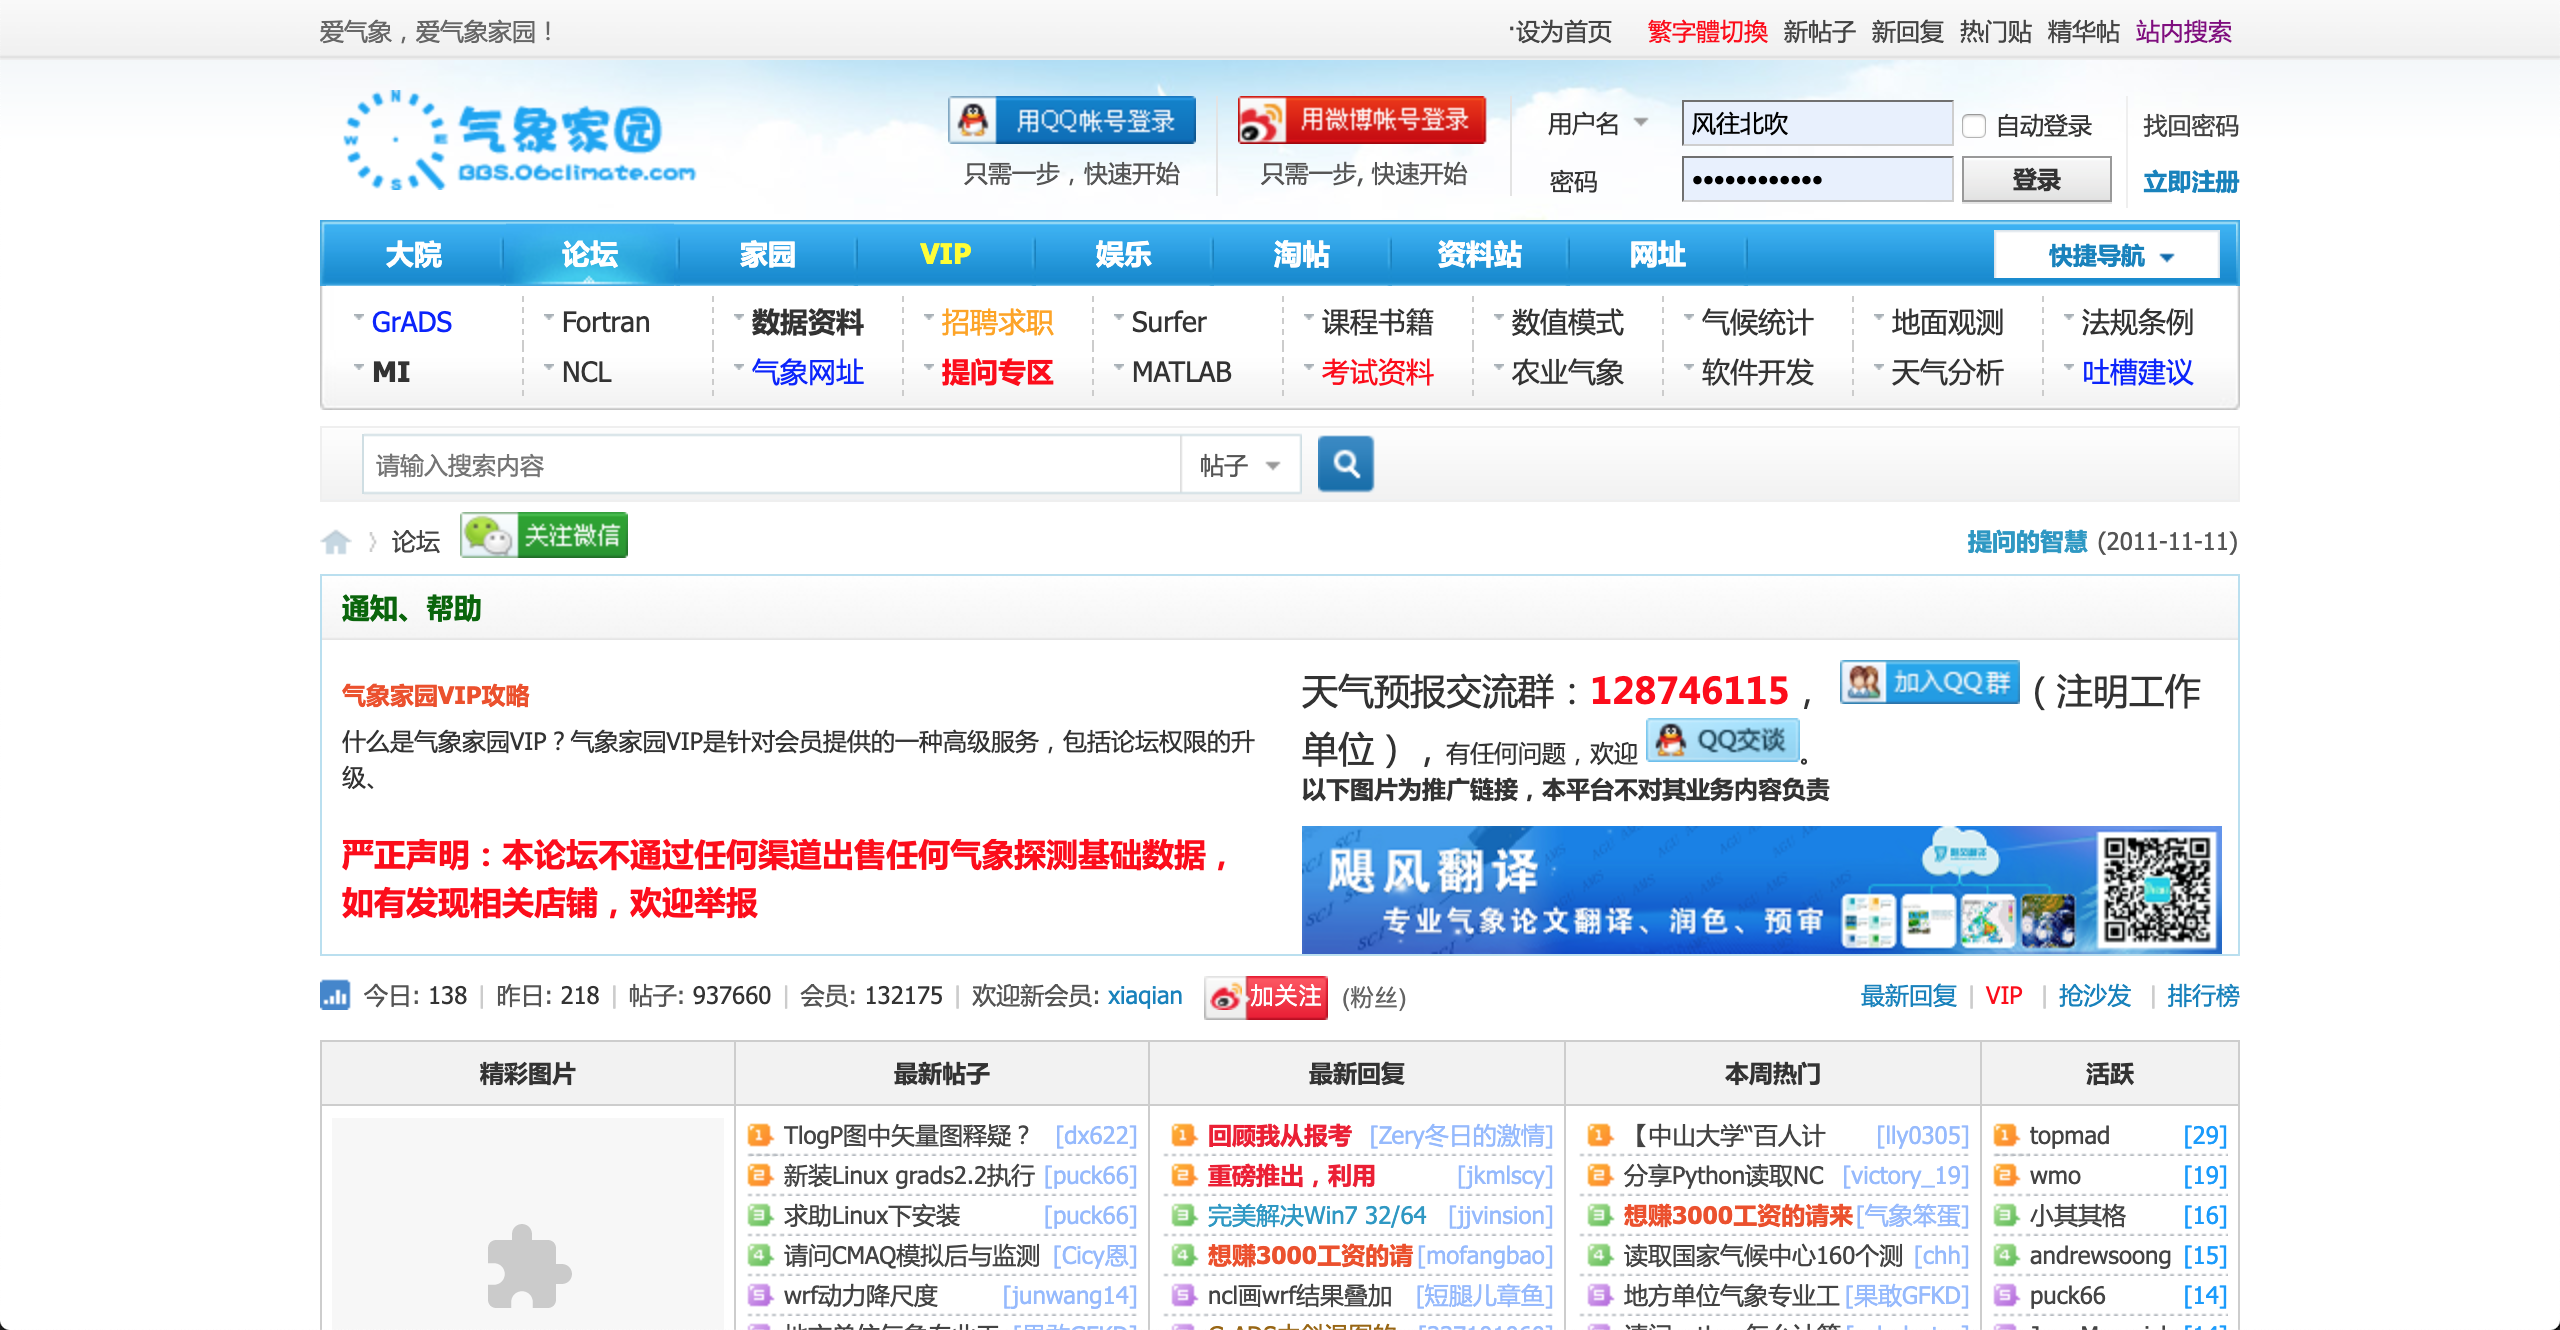 爱气象，爱气象家园！
·设为首页 繁字體切換 新帖子 新回复 热门贴 精华帖 站内搜索
气象家园
BBS.06climate.com
用QQ帐号登录
只需一步，快速开始
用微博帐号登录
只需一步, 快速开始
用户名 风往北吹 自动登录 找回密码
密码 •••••••••••• 登录 立即注册
大院 论坛 家园 VIP 娱乐 淘帖 资料站 网址 快捷导航
GrADS Fortran 数据资料 招聘求职 Surfer 课程书籍 数值模式 气候统计 地面观测 法规条例
MI NCL 气象网址 提问专区 MATLAB 考试资料 农业气象 软件开发 天气分析 吐槽建议
请输入搜索内容 帖子
论坛 关注微信 提问的智慧 (2011-11-11)
通知、帮助
气象家园VIP攻略
什么是气象家园VIP？气象家园VIP是针对会员提供的一种高级服务，包括论坛权限的升
级、
严正声明：本论坛不通过任何渠道出售任何气象探测基础数据，
如有发现相关店铺，欢迎举报
天气预报交流群：128746115， 加入QQ群 （注明工作
单位），有任何问题，欢迎 QQ交谈 。
以下图片为推广链接，本平台不对其业务内容负责
飓风翻译
专业气象论文翻译、润色、预审
今日: 138 | 昨日: 218 | 帖子: 937660 | 会员: 132175 | 欢迎新会员: xiaqian 加关注 (粉丝)
最新回复 | VIP | 抢沙发 | 排行榜
精彩图片 最新帖子 最新回复 本周热门 活跃
1 TlogP图中矢量图释疑？ [dx622]
2 新装Linux grads2.2执行 [puck66]
3 求助Linux下安装 [puck66]
4 请问CMAQ模拟后与监测 [Cicy恩]
5 wrf动力降尺度 [junwang14]
1 回顾我从报考 [Zery冬日的激情]
2 重磅推出，利用 [jkmlscy]
3 完美解决Win7 32/64 [jjvinsion]
4 想赚3000工资的请 [mofangbao]
5 ncl画wrf结果叠加 [短腿儿章鱼]
1 【中山大学“百人计 [lly0305]
2 分享Python读取NC [victory_19]
3 想赚3000工资的请来 [气象笨蛋]
4 读取国家气候中心160个测 [chh]
5 地方单位气象专业工 [果敢GFKD]
1 topmad [29]
2 wmo [19]
3 小其其格 [16]
4 andrewsoong [15]
5 puck66 [14]